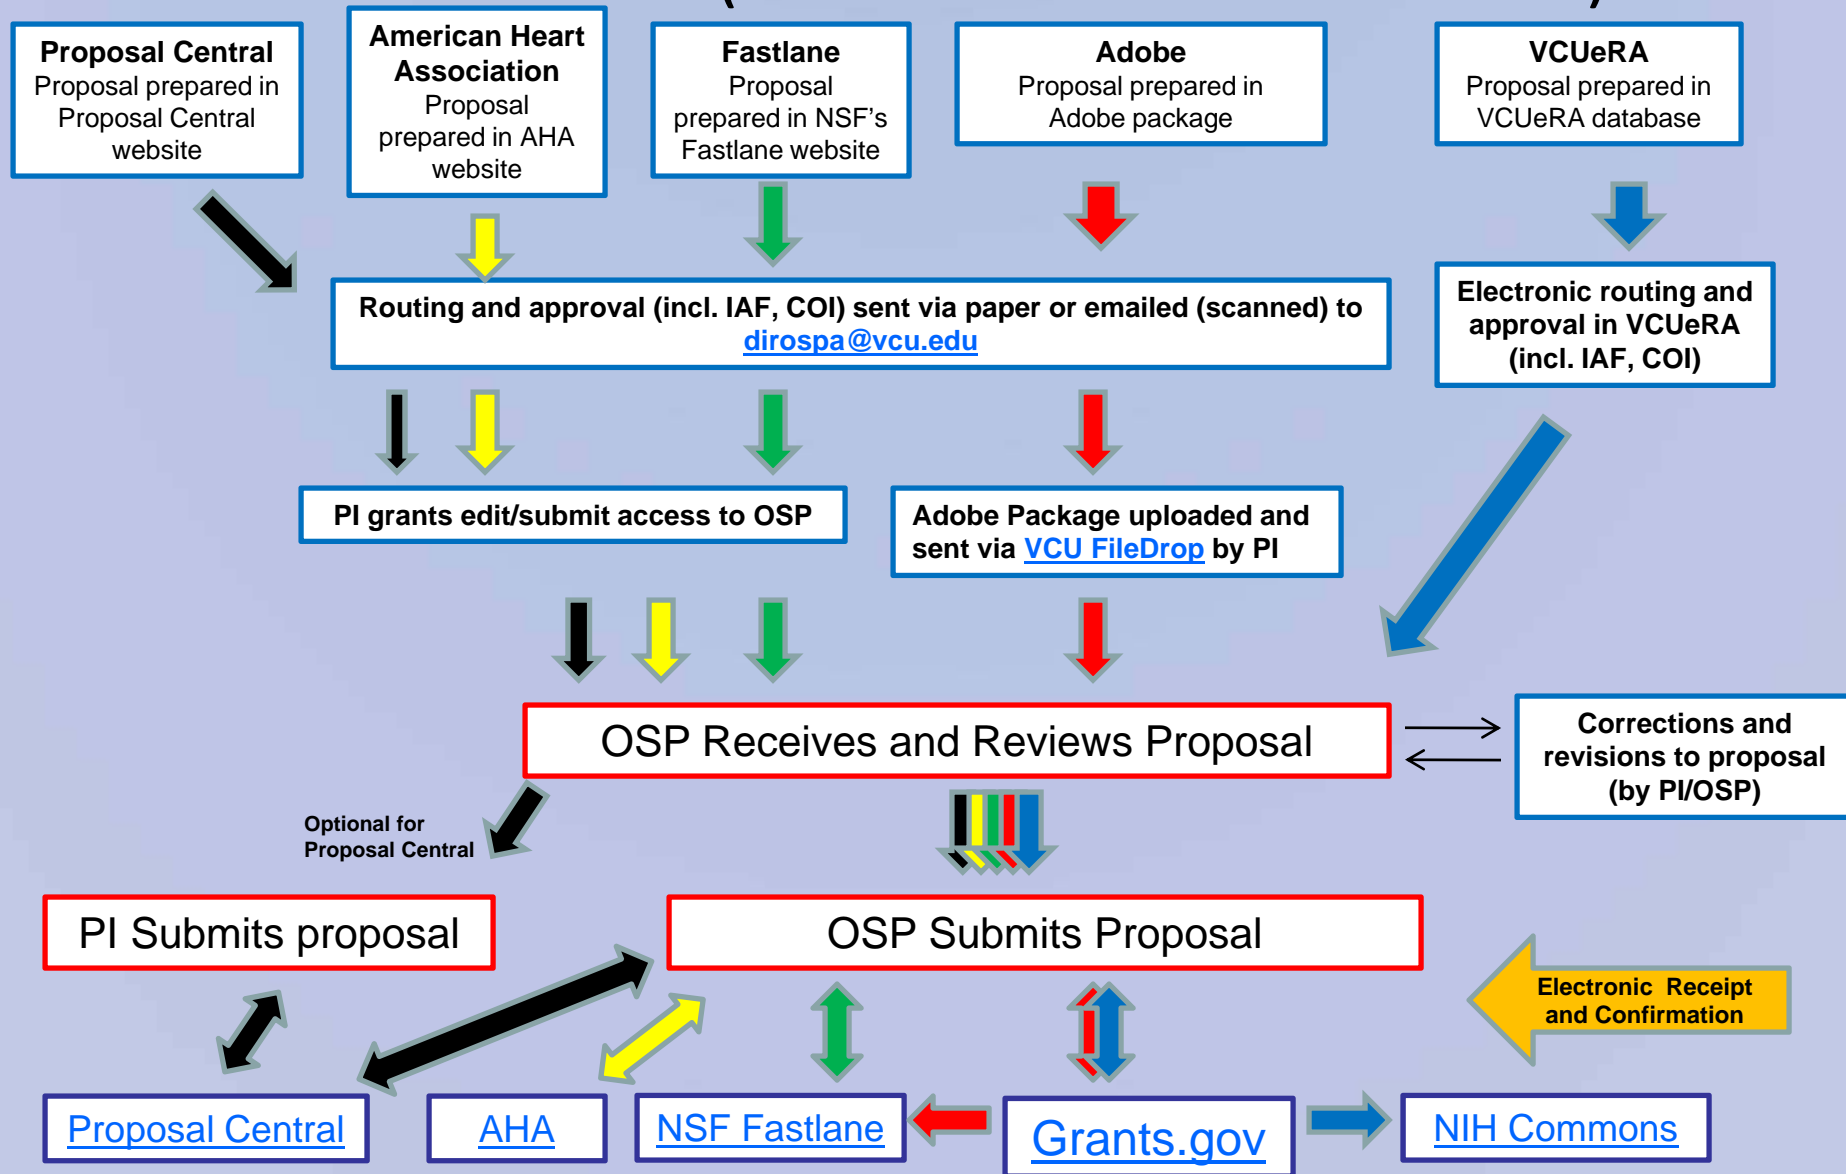 Proposal Central
Proposal prepared in
Proposal Central
website
American Heart
Association
Proposal
prepared in AHA
website
Fastlane
Proposal
prepared in NSF's
Fastlane website
Adobe
Proposal prepared in
Adobe package
VCUeRA
Proposal prepared in
VCUeRA database
Routing and approval (incl. IAF, COI) sent via paper or emailed (scanned) to
dirospa@vcu.edu
Electronic routing and
approval in VCUeRA
(incl. IAF, COI)
PI grants edit/submit access to OSP
Adobe Package uploaded and
sent via VCU FileDrop by PI
OSP Receives and Reviews Proposal
Corrections and
revisions to proposal
(by PI/OSP)
Optional for
Proposal Central
PI Submits proposal
OSP Submits Proposal
Electronic Receipt
and Confirmation
Proposal Central
AHA
NSF Fastlane
Grants.gov
NIH Commons